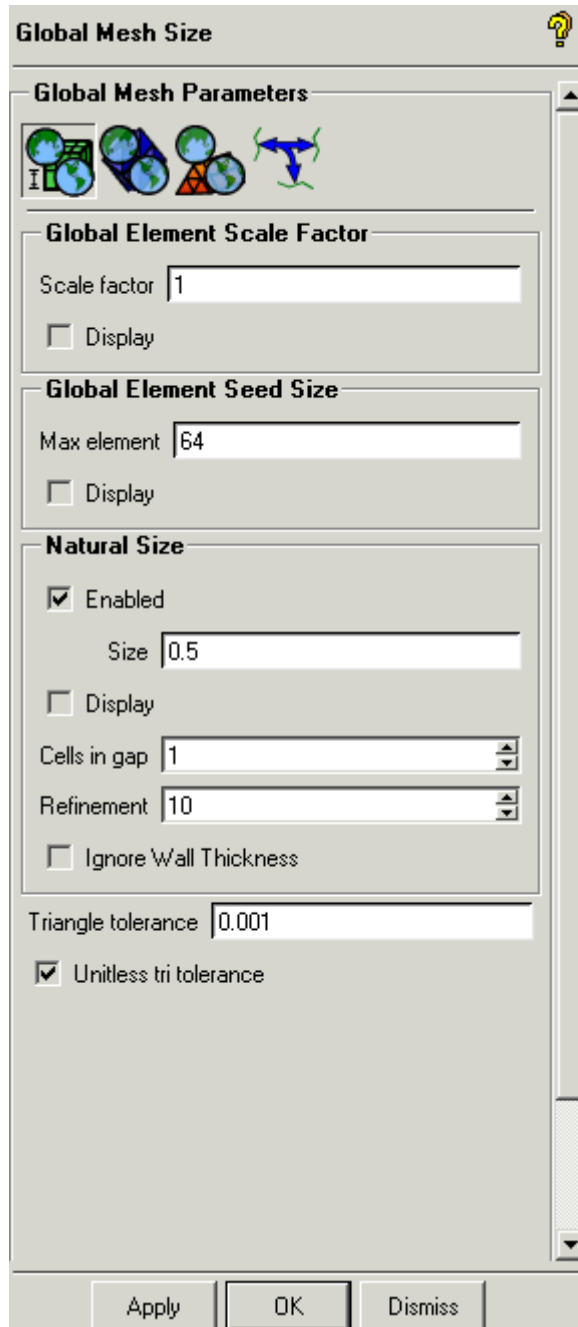 Global Mesh Size
Global Mesh Parameters
Global Element Scale Factor
Scale factor 1
Display
Global Element Seed Size
Max element 64
Display
Natural Size
Enabled
Size 0.5
Display
Cells in gap 1
Refinement 10
Ignore Wall Thickness
Triangle tolerance 0.001
Unitless tri tolerance
Apply OK Dismiss